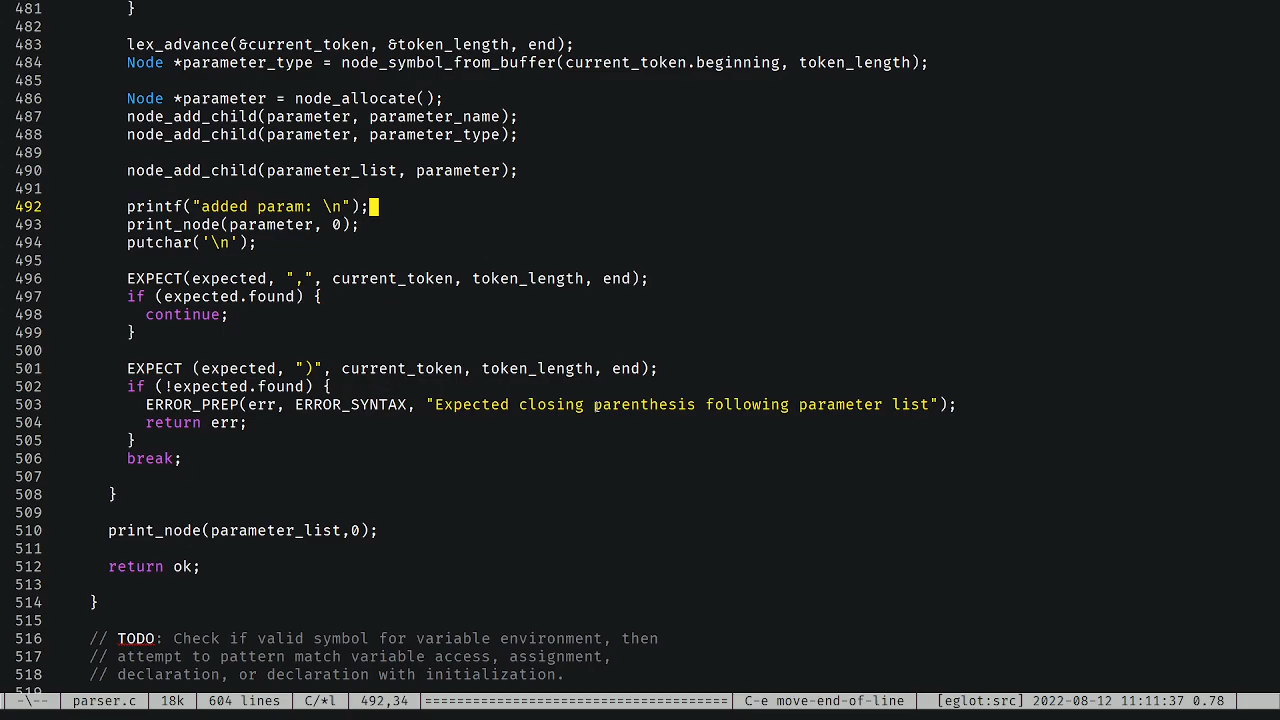 481         }
482
483         lex_advance(&current_token, &token_length, end);
484         Node *parameter_type = node_symbol_from_buffer(current_token.beginning, token_length);
485
486         Node *parameter = node_allocate();
487         node_add_child(parameter, parameter_name);
488         node_add_child(parameter, parameter_type);
489
490         node_add_child(parameter_list, parameter);
491
492         printf("added param: \n");
493         print_node(parameter, 0);
494         putchar('\n');
495
496         EXPECT(expected, ",", current_token, token_length, end);
497         if (expected.found) {
498           continue;
499         }
500
501         EXPECT (expected, ")", current_token, token_length, end);
502         if (!expected.found) {
503           ERROR_PREP(err, ERROR_SYNTAX, "Expected closing parenthesis following parameter list");
504           return err;
505         }
506         break;
507
508       }
509
510       print_node(parameter_list,0);
511
512       return ok;
513
514     }
515
516     // TODO: Check if valid symbol for variable environment, then
517     // attempt to pattern match variable access, assignment,
518     // declaration, or declaration with initialization.
519
-\-- parser.c 18k 604 lines C/*l 492,34 ================================= C-e move-end-of-line [eglot:src] 2022-08-12 11:11:37 0.78